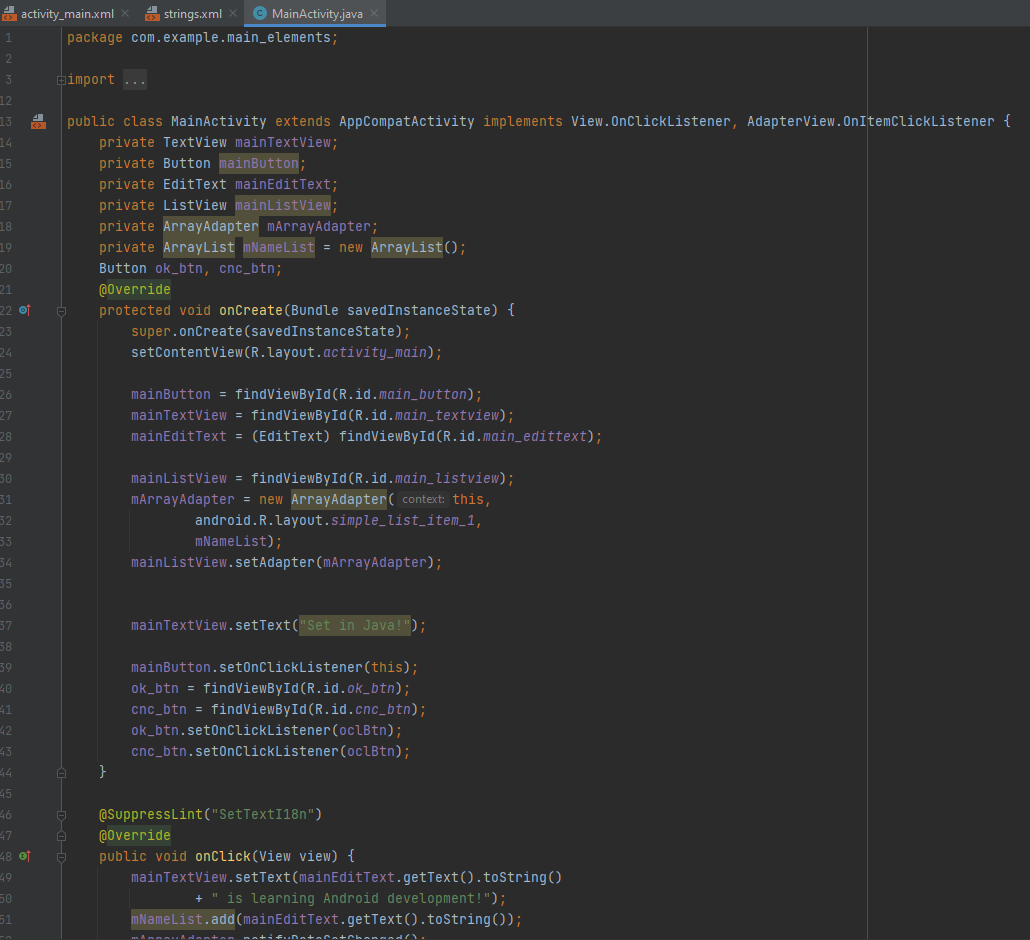 activity_main.xml × strings.xml × MainActivity.java ×
1 package com.example.main_elements;
2
3 import ...
12
13 public class MainActivity extends AppCompatActivity implements View.OnClickListener, AdapterView.OnItemClickListener {
14 private TextView mainTextView;
15 private Button mainButton;
16 private EditText mainEditText;
17 private ListView mainListView;
18 private ArrayAdapter mArrayAdapter;
19 private ArrayList mNameList = new ArrayList();
20 Button ok_btn, cnc_btn;
21 @Override
22 protected void onCreate(Bundle savedInstanceState) {
23 super.onCreate(savedInstanceState);
24 setContentView(R.layout.activity_main);
25
26 mainButton = findViewById(R.id.main_button);
27 mainTextView = findViewById(R.id.main_textview);
28 mainEditText = (EditText) findViewById(R.id.main_edittext);
29
30 mainListView = findViewById(R.id.main_listview);
31 mArrayAdapter = new ArrayAdapter( context: this,
32 android.R.layout.simple_list_item_1,
33 mNameList);
34 mainListView.setAdapter(mArrayAdapter);
35
36
37 mainTextView.setText("Set in Java!");
38
39 mainButton.setOnClickListener(this);
40 ok_btn = findViewById(R.id.ok_btn);
41 cnc_btn = findViewById(R.id.cnc_btn);
42 ok_btn.setOnClickListener(oclBtn);
43 cnc_btn.setOnClickListener(oclBtn);
44 }
45
46 @SuppressLint("SetTextI18n")
47 @Override
48 public void onClick(View view) {
49 mainTextView.setText(mainEditText.getText().toString()
50 + " is learning Android development!");
51 mNameList.add(mainEditText.getText().toString());
52 mArrayAdapter.notifyDataSetChanged();